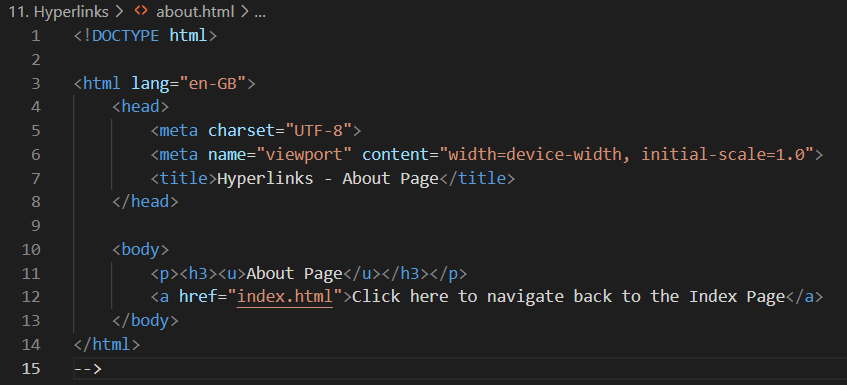 11. Hyperlinks > <> about.html > ...
1 <!DOCTYPE html>
2
3 <html lang="en-GB">
4     <head>
5         <meta charset="UTF-8">
6         <meta name="viewport" content="width=device-width, initial-scale=1.0">
7         <title>Hyperlinks - About Page</title>
8     </head>
9
10     <body>
11         <p><h3><u>About Page</u></h3></p>
12         <a href="index.html">Click here to navigate back to the Index Page</a>
13     </body>
14 </html>
15 -->